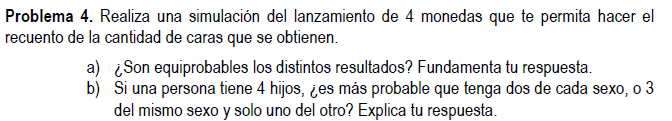 Problema 4. Realiza una simulación del lanzamiento de 4 monedas que te permita hacer el
recuento de la cantidad de caras que se obtienen.
a) ¿Son equiprobables los distintos resultados? Fundamenta tu respuesta.
b) Si una persona tiene 4 hijos, ¿es más probable que tenga dos de cada sexo, o 3
del mismo sexo y solo uno del otro? Explica tu respuesta.